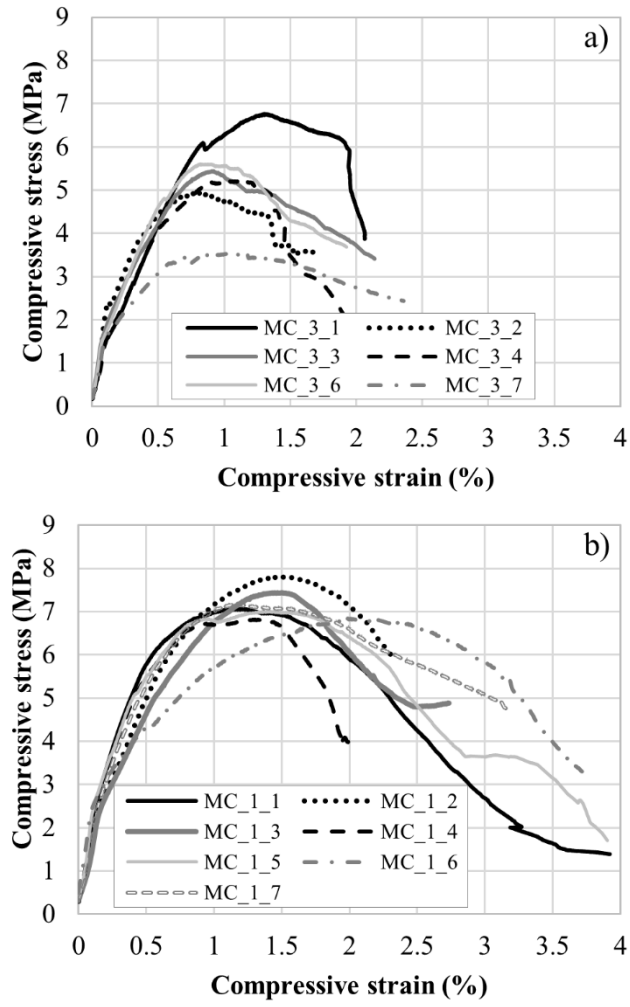 a)
Compressive stress (MPa)
9
8
7
6
5
4
3
2
1
0
MC_3_1 MC_3_2
MC_3_3 MC_3_4
MC_3_6 MC_3_7
0 0.5 1 1.5 2 2.5 3 3.5 4
Compressive strain (%)
b)
Compressive stress (MPa)
9
8
7
6
5
4
3
2
1
0
MC_1_1 MC_1_2
MC_1_3 MC_1_4
MC_1_5 MC_1_6
MC_1_7
0 0.5 1 1.5 2 2.5 3 3.5 4
Compressive strain (%)